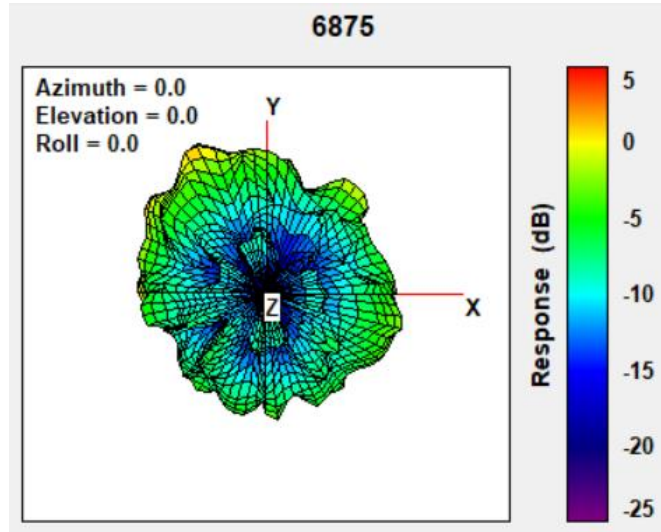 6875
Azimuth = 0.0
Elevation = 0.0
Roll = 0.0
Y
Z
X
Response (dB)
5
0
-5
-10
-15
-20
-25